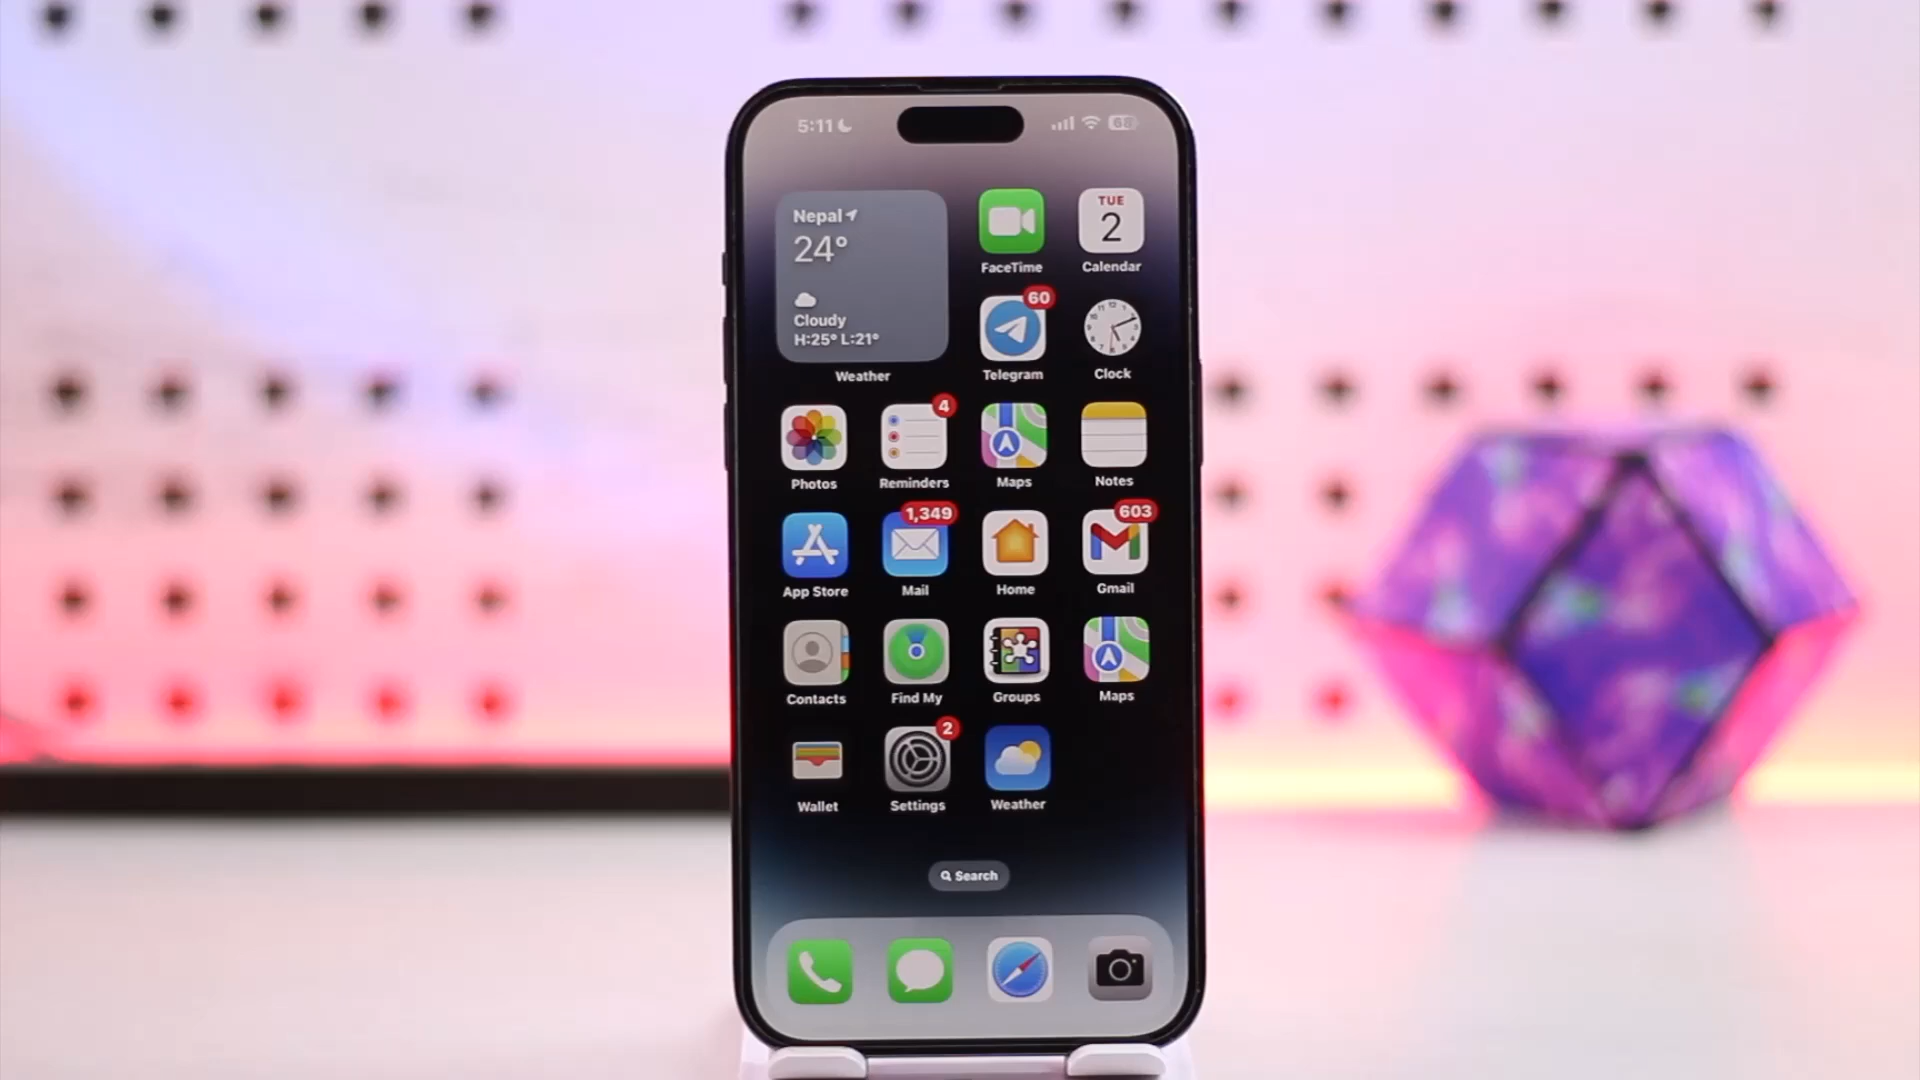 5:11
68
Nepal
24°
Cloudy
H:25° L:21°
Weather
FaceTime
TUE
2
Calendar
60
Telegram
Clock
Photos
4
Reminders
Maps
Notes
App Store
1,349
Mail
Home
603
Gmail
Contacts
Find My
Groups
Maps
Wallet
2
Settings
Weather
Search